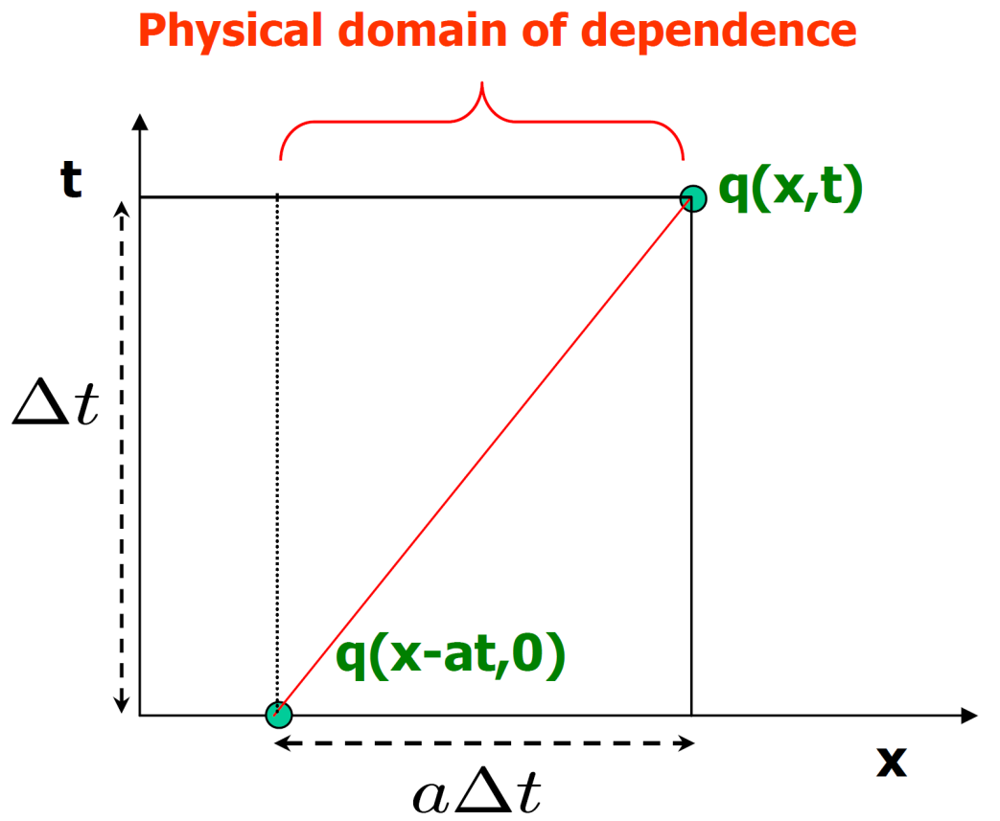 Physical domain of dependence
t
q(x,t)
Δt
q(x-at,0)
x
aΔt